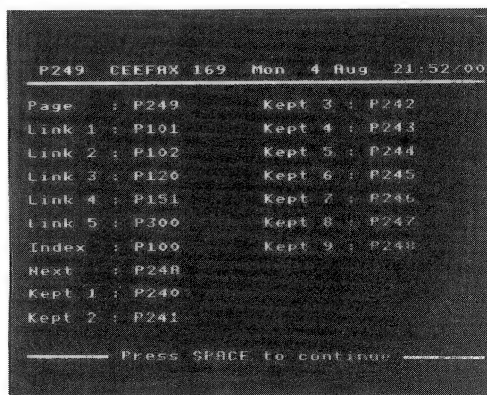 P249 CEEFAX 169 Mon 4 Aug 21:52/00
Page : P249 Kept 3 : P242
Link 1 : P101 Kept 4 : P243
Link 2 : P102 Kept 5 : P244
Link 3 : P120 Kept 6 : P245
Link 4 : P151 Kept 7 : P246
Link 5 : P300 Kept 8 : P247
Index : P100 Kept 9 : P248
Next : P24A
Kept 1 : P240
Kept 2 : P241
Press SPACE to continue